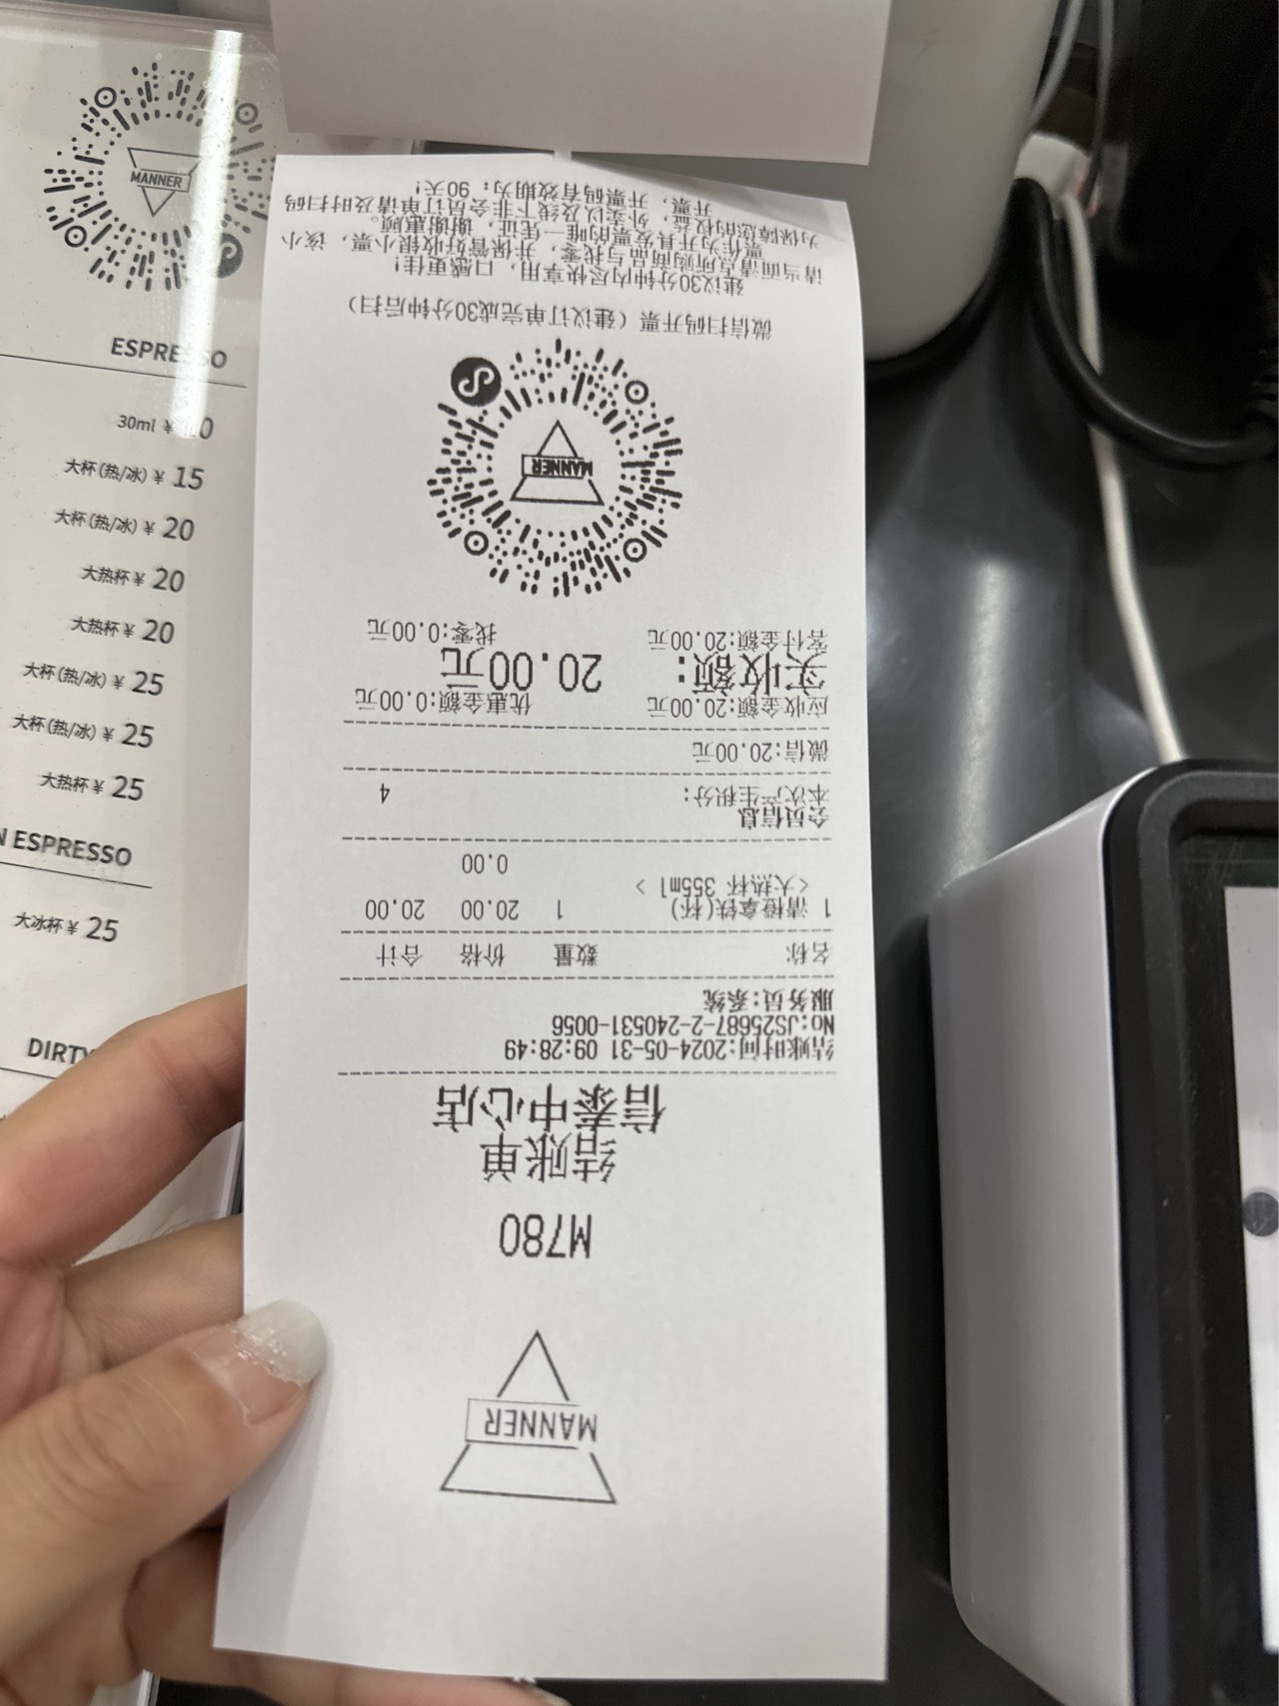 MANNER
ESPRESSO
30ml ¥
大杯(热/冰) ¥ 15
大杯(热/冰) ¥ 20
大热杯 ¥ 20
大热杯 ¥ 20
大杯(热/冰) ¥ 25
大杯(热/冰) ¥ 25
大热杯 ¥ 25
ESPRESSO
大冰杯 ¥ 25
DIRTY
MANNER
M780
结账单
信泰中心店
结账时间:2024-05-31 09:28:49
No:JS25687-2-240531-0056
服务员:系统
名称 数量 价格 合计
1 清橙拿铁(杯) 1 20.00 20.00
<大热杯 355ml >
0.00
会员信息
本次产生积分: 4
微信:20.00元
应收金额:20.00元 优惠金额:0.00元
实收额: 20.00元
客付金额:20.00元 找零:0.00元
MANNER
微信扫码开票（建议订单完成30分钟后扫）
建议30分钟内尽快享用，口感更佳！
请当面清点所购商品与找零，并保管好收银小票，该小
票作为开具发票的唯一凭证，谢谢惠顾。
为保障您的权益，外卖以及线下非会员订单请及时扫码
开票，开票码有效期为：90天！